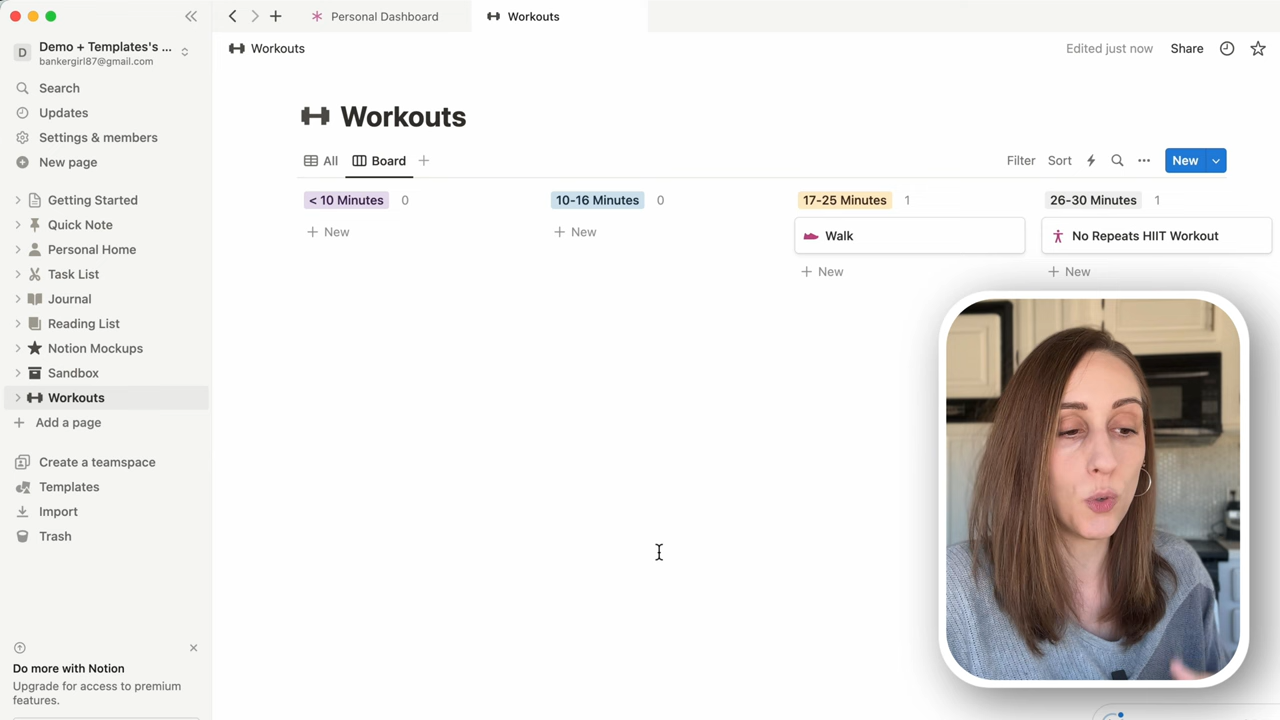 Personal Dashboard
Workouts
D
Demo + Templates's ...
bankergirl87@gmail.com
Workouts
Edited just now
Share
Search
Updates
Settings & members
New page
Workouts
All
Board
Filter
Sort
New
Getting Started
Quick Note
Personal Home
Task List
Journal
Reading List
Notion Mockups
Sandbox
Workouts
Add a page
< 10 Minutes 0
+ New
10-16 Minutes 0
+ New
17-25 Minutes 1
Walk
+ New
26-30 Minutes 1
No Repeats HIIT Workout
+ New
Create a teamspace
Templates
Import
Trash
Do more with Notion
Upgrade for access to premium
features.